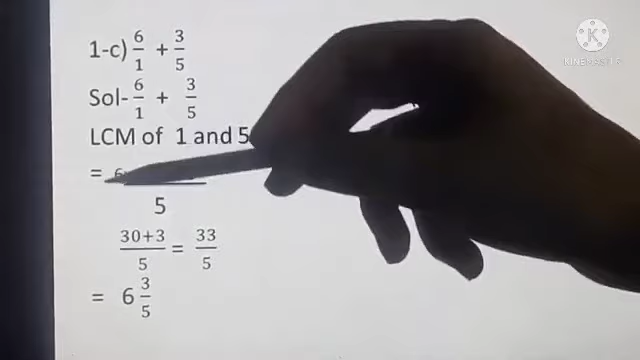 1-c) 6/1 + 3/5
Sol- 6/1 + 3/5
LCM of 1 and 5
=
5
30+3/5 = 33/5
= 6 3/5
KINEMASTER